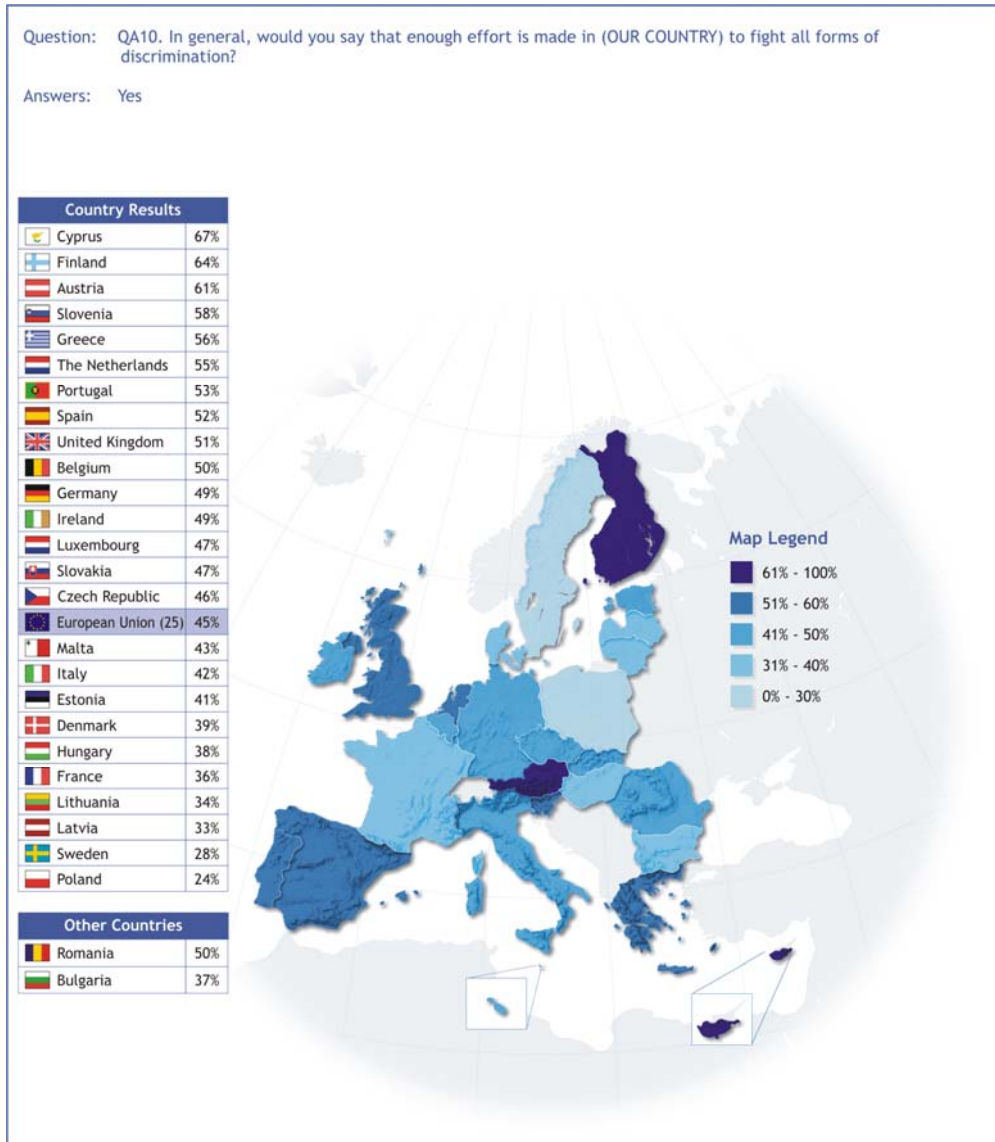 Question: QA10. In general, would you say that enough effort is made in (OUR COUNTRY) to fight all forms of
discrimination?
Answers: Yes
Country Results
Cyprus 67%
Finland 64%
Austria 61%
Slovenia 58%
Greece 56%
The Netherlands 55%
Portugal 53%
Spain 52%
United Kingdom 51%
Belgium 50%
Germany 49%
Ireland 49%
Luxembourg 47%
Slovakia 47%
Czech Republic 46%
European Union (25) 45%
Malta 43%
Italy 42%
Estonia 41%
Denmark 39%
Hungary 38%
France 36%
Lithuania 34%
Latvia 33%
Sweden 28%
Poland 24%
Other Countries
Romania 50%
Bulgaria 37%
Map Legend
61% - 100%
51% - 60%
41% - 50%
31% - 40%
0% - 30%